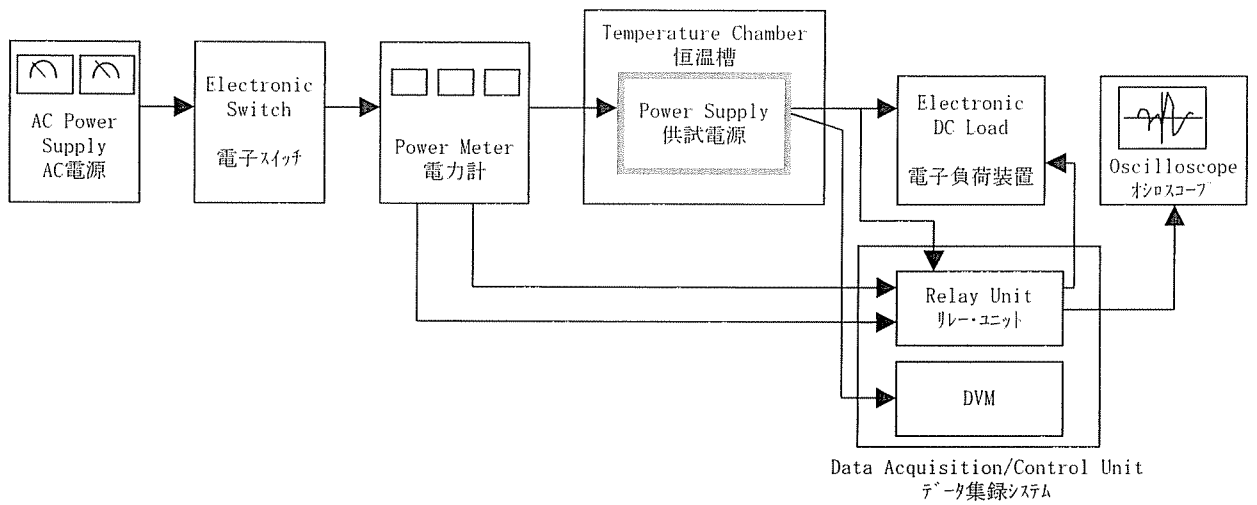 AC Power
Supply
AC電源
Electronic
Switch
電子スイッチ
Power Meter
電力計
Temperature Chamber
恒温槽
Power Supply
供試電源
Electronic
DC Load
電子負荷装置
Oscilloscope
オシロスコープ
Relay Unit
リレー・ユニット
DVM
Data Acquisition/Control Unit
データ集録システム